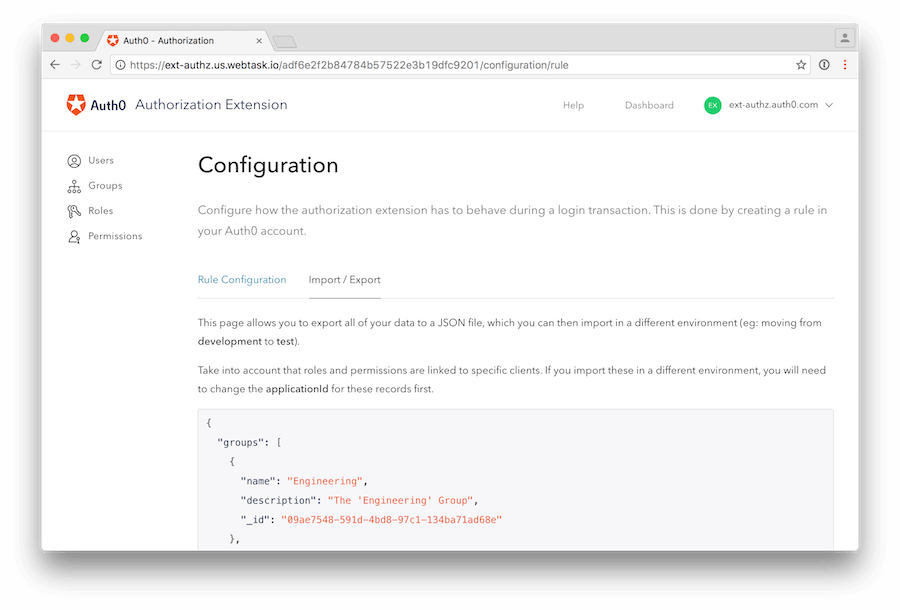 Auth0 - Authorization
https://ext-authz.us.webtask.io/adf6e2f2b84784b57522e3b19dfc9201/configuration/rule
Auth0 Authorization Extension
Help
Dashboard
EX
ext-authz.auth0.com
Users
Groups
Roles
Permissions
Configuration
Configure how the authorization extension has to behave during a login transaction. This is done by creating a rule in
your Auth0 account.
Rule Configuration
Import / Export
This page allows you to export all of your data to a JSON file, which you can then import in a different environment (eg: moving from
development to test).
Take into account that roles and permissions are linked to specific clients. If you import these in a different environment, you will need
to change the applicationId for these records first.
{
"groups": [
{
"name": "Engineering",
"description": "The 'Engineering' Group",
"_id": "09ae7548-591d-4bd8-97c1-134ba71ad68e"
},